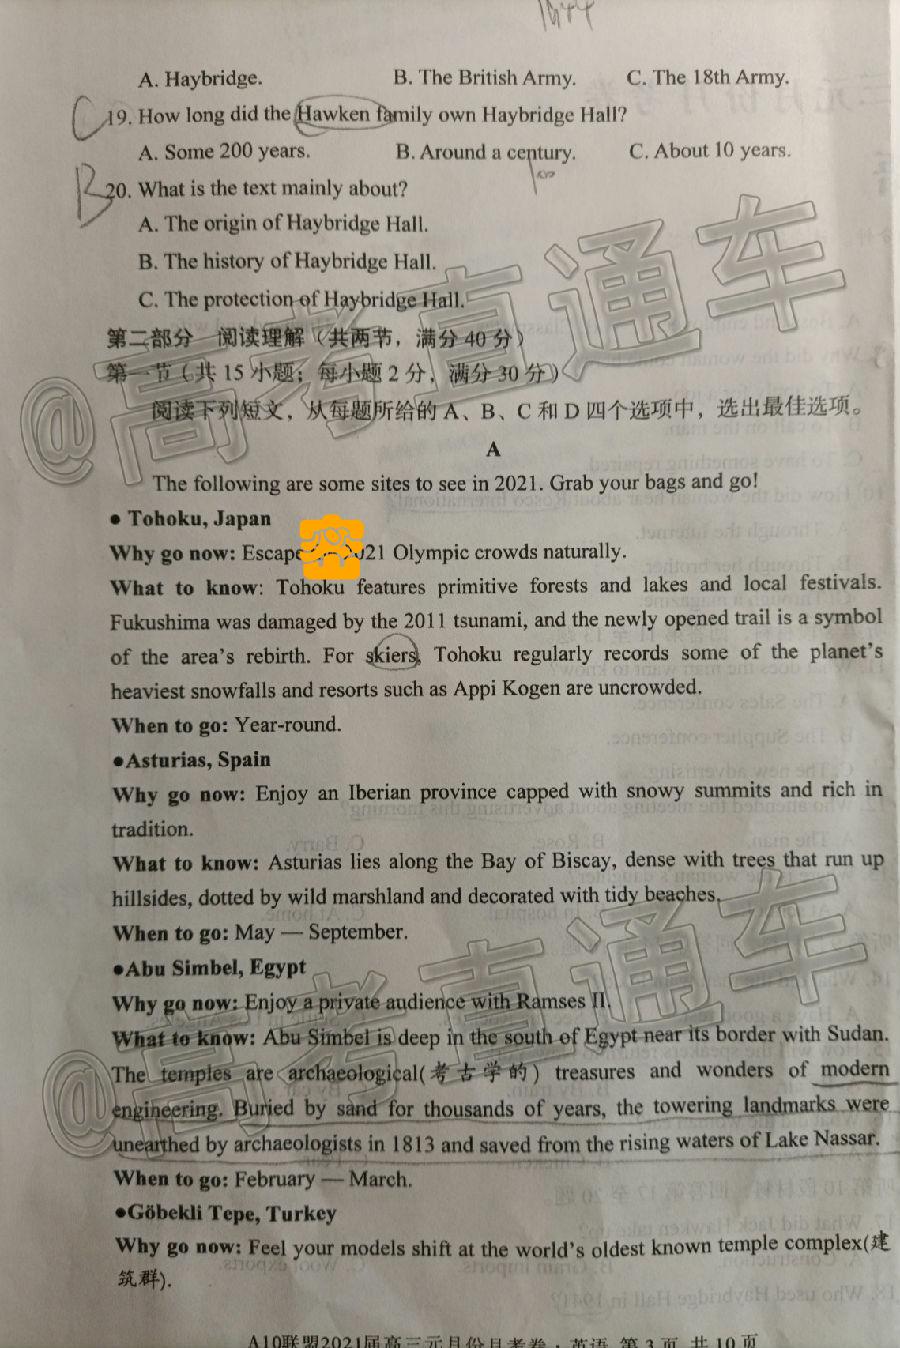 A. Haybridge. B. The British Army. C. The 18th Army.
C 19. How long did the Hawken family own Haybridge Hall?
A. Some 200 years. B. Around a century. C. About 10 years.
B 20. What is the text mainly about?
A. The origin of Haybridge Hall.
B. The history of Haybridge Hall.
C. The protection of Haybridge Hall.
第二部分 阅读理解（共两节，满分 40 分）
第一节（共 15 小题；每小题 2 分，满分 30 分）
阅读下列短文，从每题所给的 A、B、C 和 D 四个选项中，选出最佳选项。
A
The following are some sites to see in 2021. Grab your bags and go!
● Tohoku, Japan
Why go now: Escape 2021 Olympic crowds naturally.
What to know: Tohoku features primitive forests and lakes and local festivals.
Fukushima was damaged by the 2011 tsunami, and the newly opened trail is a symbol
of the area's rebirth. For skiers, Tohoku regularly records some of the planet's
heaviest snowfalls and resorts such as Appi Kogen are uncrowded.
When to go: Year-round.
●Asturias, Spain
Why go now: Enjoy an Iberian province capped with snowy summits and rich in
tradition.
What to know: Asturias lies along the Bay of Biscay, dense with trees that run up
hillsides, dotted by wild marshland and decorated with tidy beaches.
When to go: May — September.
●Abu Simbel, Egypt
Why go now: Enjoy a private audience with Ramses II.
What to know: Abu Simbel is deep in the south of Egypt near its border with Sudan.
The temples are archaeological(考古学的) treasures and wonders of modern
engineering. Buried by sand for thousands of years, the towering landmarks were
unearthed by archaeologists in 1813 and saved from the rising waters of Lake Nassar.
When to go: February — March.
●Göbekli Tepe, Turkey
Why go now: Feel your models shift at the world's oldest known temple complex(建
筑群).
A10联盟2021届高三元月份月考卷·英语 第 3 页 共 10 页
@高考直通车
@高考直通车